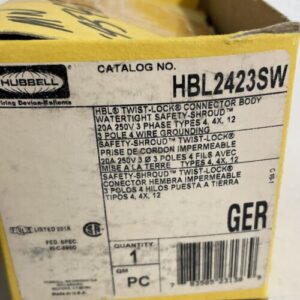 CATALOG NO.
HUBBELL
HBL2423SW
Wiring Device-Kellems
HBL® TWIST-LOCK® CONNECTOR BODY
WATERTIGHT SAFETY-SHROUD™
20A 250V 3 PHASE TYPES 4, 4X, 12
3 POLE 4 WIRE GROUNDING
SAFETY-SHROUD™ TWIST-LOCK®
PRISE DE CORDON IMPERMEABLE
20A 250V 3 Ø 3 POLES 4 FILS AVEC
MISE A LA TERRE TYPES 4, 4X, 12
SAFETY-SHROUD™ TWIST-LOCK®
CONECTOR HEMBRA IMPERMEABLE
3 POLOS 4 HILOS PUESTA A TIERRA
TIPOS 4, 4X, 12
GER
LISTED
FED. SPEC
QUANTITY
1
PC